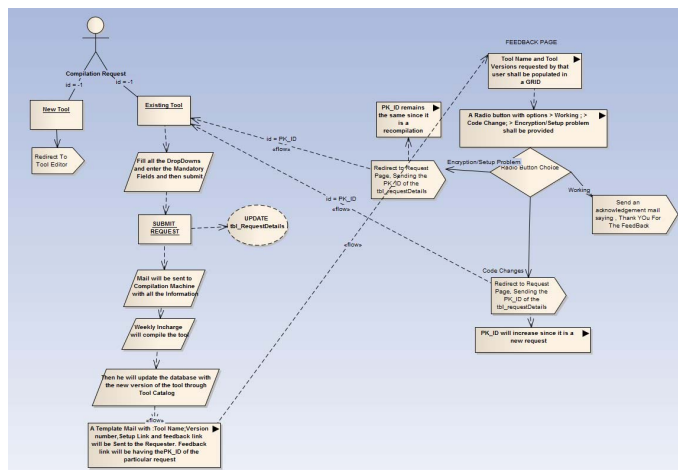 FEEDBACK PAGE
Compilation Request
id = -1
id = -1
New Tool
Existing Tool
Redirect To
Tool Editor
Fill all the DropDowms
and enter the Mandatory
Fields and then submit
SUBMIT
REQUEST
UPDATE
tbl_RequestDetails
Mail will be sent to
Compilation Machine
with all the Information
Weekly Incharge
will compile the tool
Then he will update the database with
the new version of the tool through
Tool Catalog
«flow»
A Template Mail with :Tool Name;Version
number,Setup Link and feedback link
will be Sent to the Requester. Feedback
link will be having thePK_ID of the
particular request
«flow»
Tool Name and Tool
Versions requested by that
user shall be populated in
a GRID
A Radio button with options > Working ; >
Code Change; > Encryption/Setup problem
shall be provided
Radio Button Choice
Encryption/Setup Problem
Working
Code Changes
Send an
acknowledgement mail
saying , Thank YOu For
The FeedBack
PK_ID remains
the same since it
is a
recompilation
Redirect to Request
Page, Sending the
PK_ID of the
tbl_requestDetails
id = PK_ID
«flow»
id = PK_ID
«flow»
Redirect to Request
Page, Sending the
PK_ID of the
tbl_requestDetails
PK_ID will increase since it is a
new request